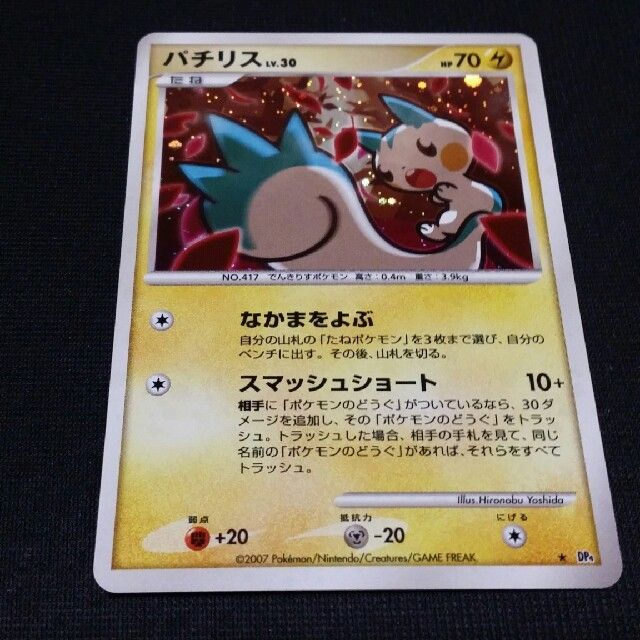 パチリス LV.30 HP 70
たね
NO.417 でんきりすポケモン 高さ:0.4m 重さ:3.9kg
なかまをよぶ
自分の山札の「たねポケモン」を3枚まで選び、自分の
ベンチに出す。その後、山札を切る。
スマッシュショート 10+
相手に「ポケモンのどうぐ」がついているなら、30ダ
メージを追加し、その「ポケモンのどうぐ」をトラッ
シュ。トラッシュした場合、相手の手札を見て、同じ
名前の「ポケモンのどうぐ」があれば、それらをすべて
トラッシュ。
Illus.Hironobu Yoshida
弱点 抵抗力 にげる
+20 -20
©2007 Pokémon/Nintendo/Creatures/GAME FREAK. ★ DP4